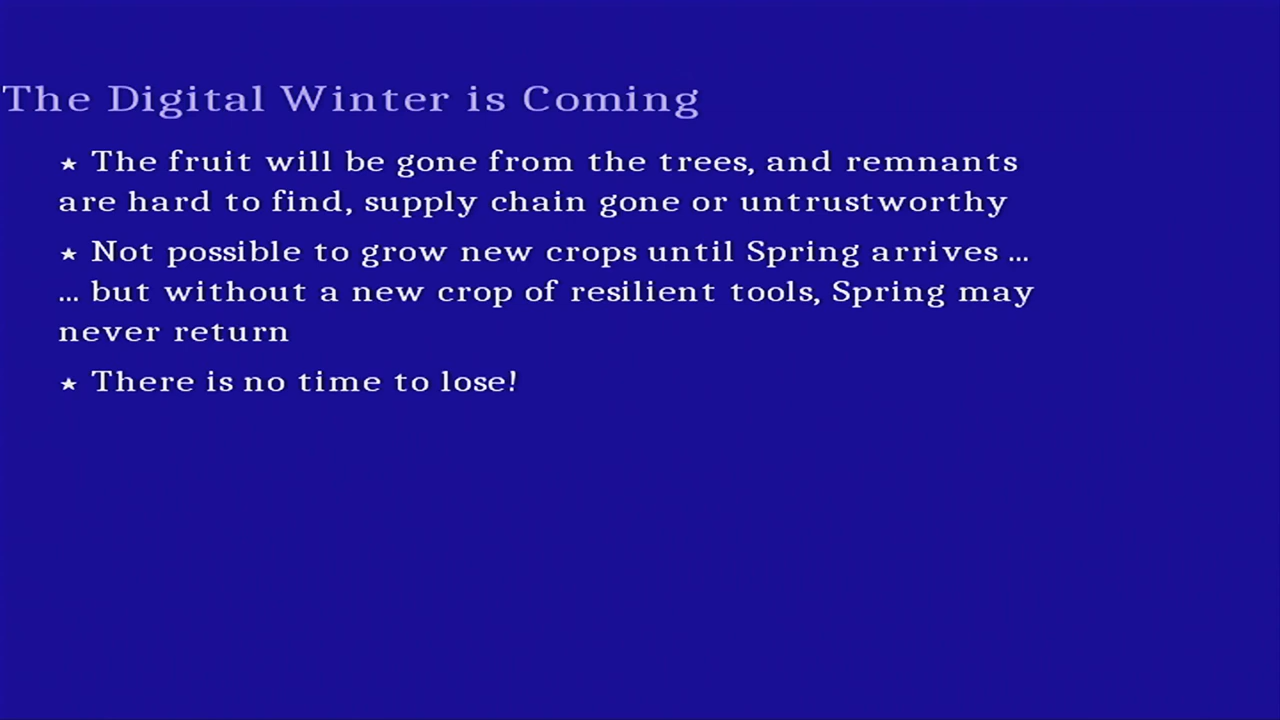 The Digital Winter is Coming
★ The fruit will be gone from the trees, and remnants
are hard to find, supply chain gone or untrustworthy
★ Not possible to grow new crops until Spring arrives ...
... but without a new crop of resilient tools, Spring may
never return
★ There is no time to lose!